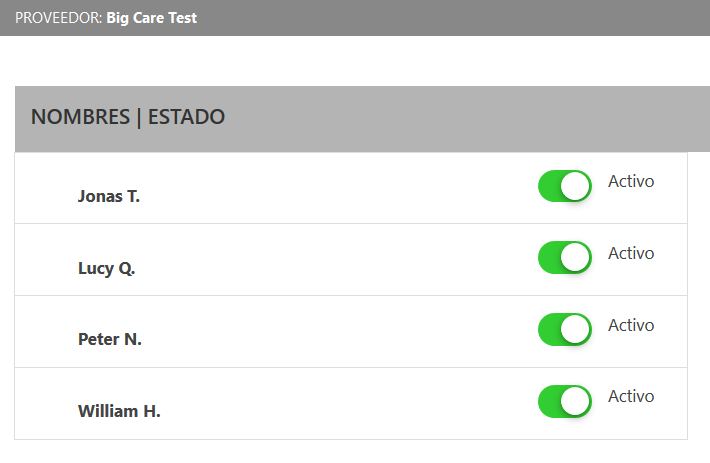 PROVEEDOR: Big Care Test
NOMBRES | ESTADO
Jonas T. Activo
Lucy Q. Activo
Peter N. Activo
William H. Activo